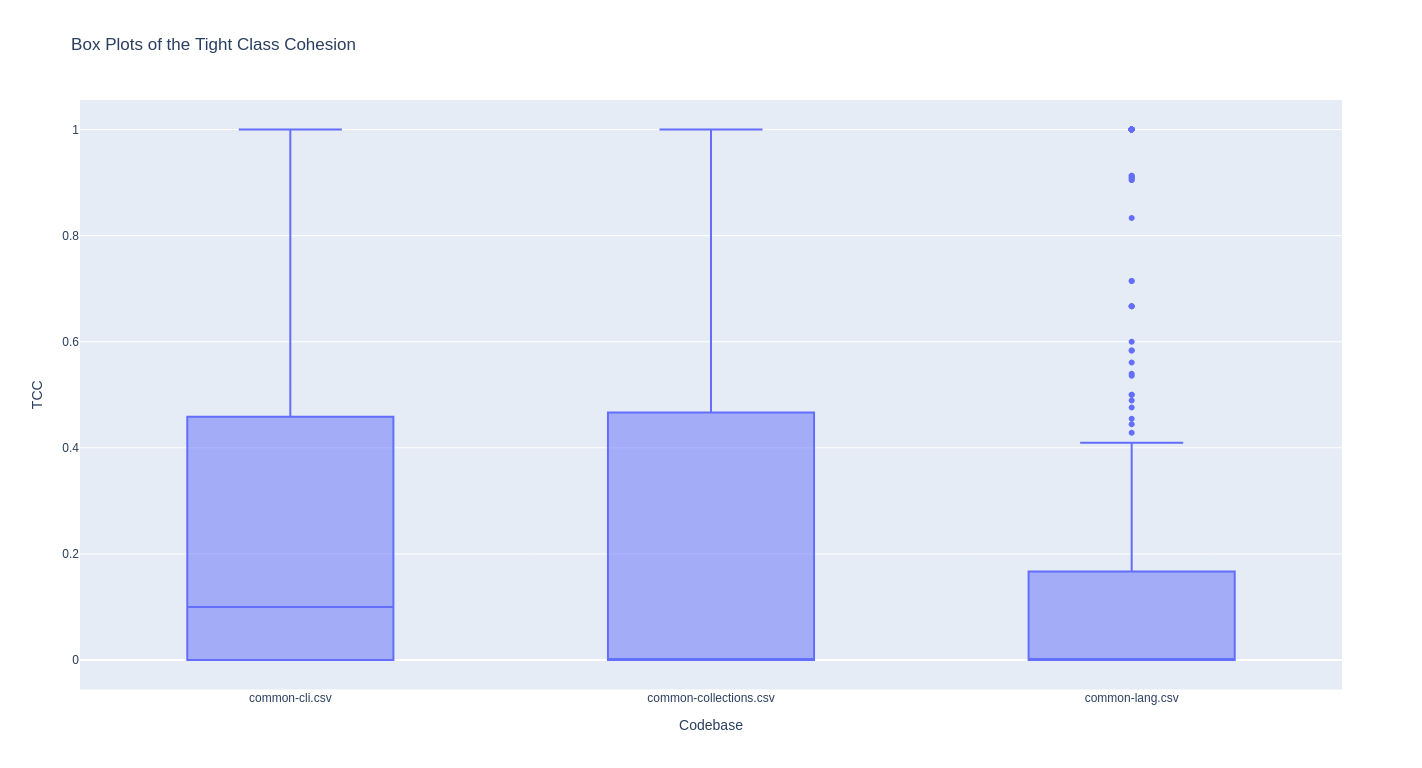 Box Plots of the Tight Class Cohesion
1
0.8
0.6
0.4
0.2
0
TCC
common-cli.csv
common-collections.csv
common-lang.csv
Codebase